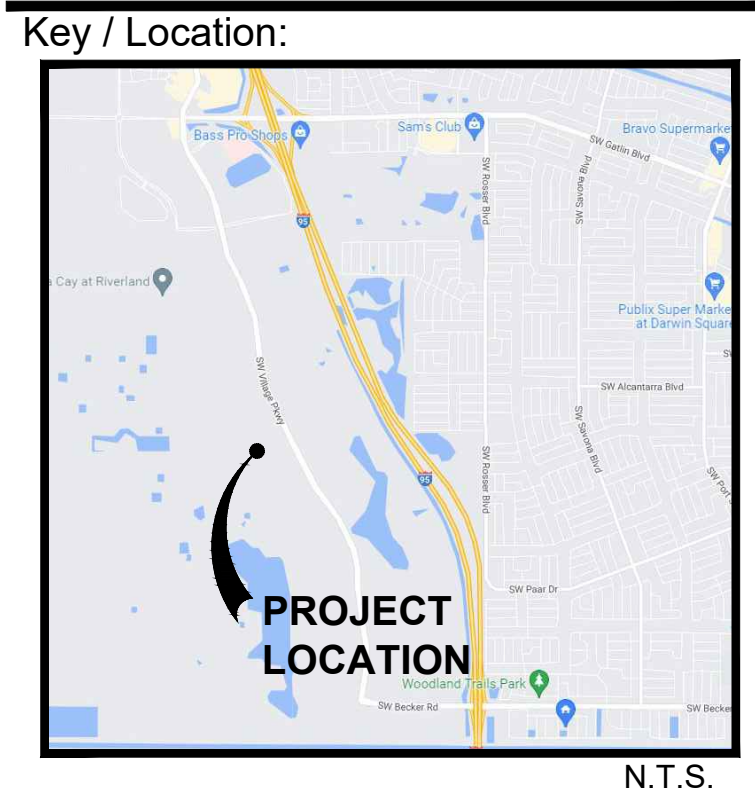 Key / Location:
Bass Pro Shops
Sam's Club
Bravo Supermarke
SW Gatlin Blvd
SW Rosser Blvd
SW Savona Blvd
95
a Cay at Riverland
Publix Super Marke
at Darwin Square
SW Village Pkwy
SW Alcantarra Blvd
SW Savona Blvd
SW Rosser Blvd
95
SW Port S
SW Paar Dr
PROJECT
LOCATION
Woodland Trails Park
SW Becker Rd
SW Becke
N.T.S.